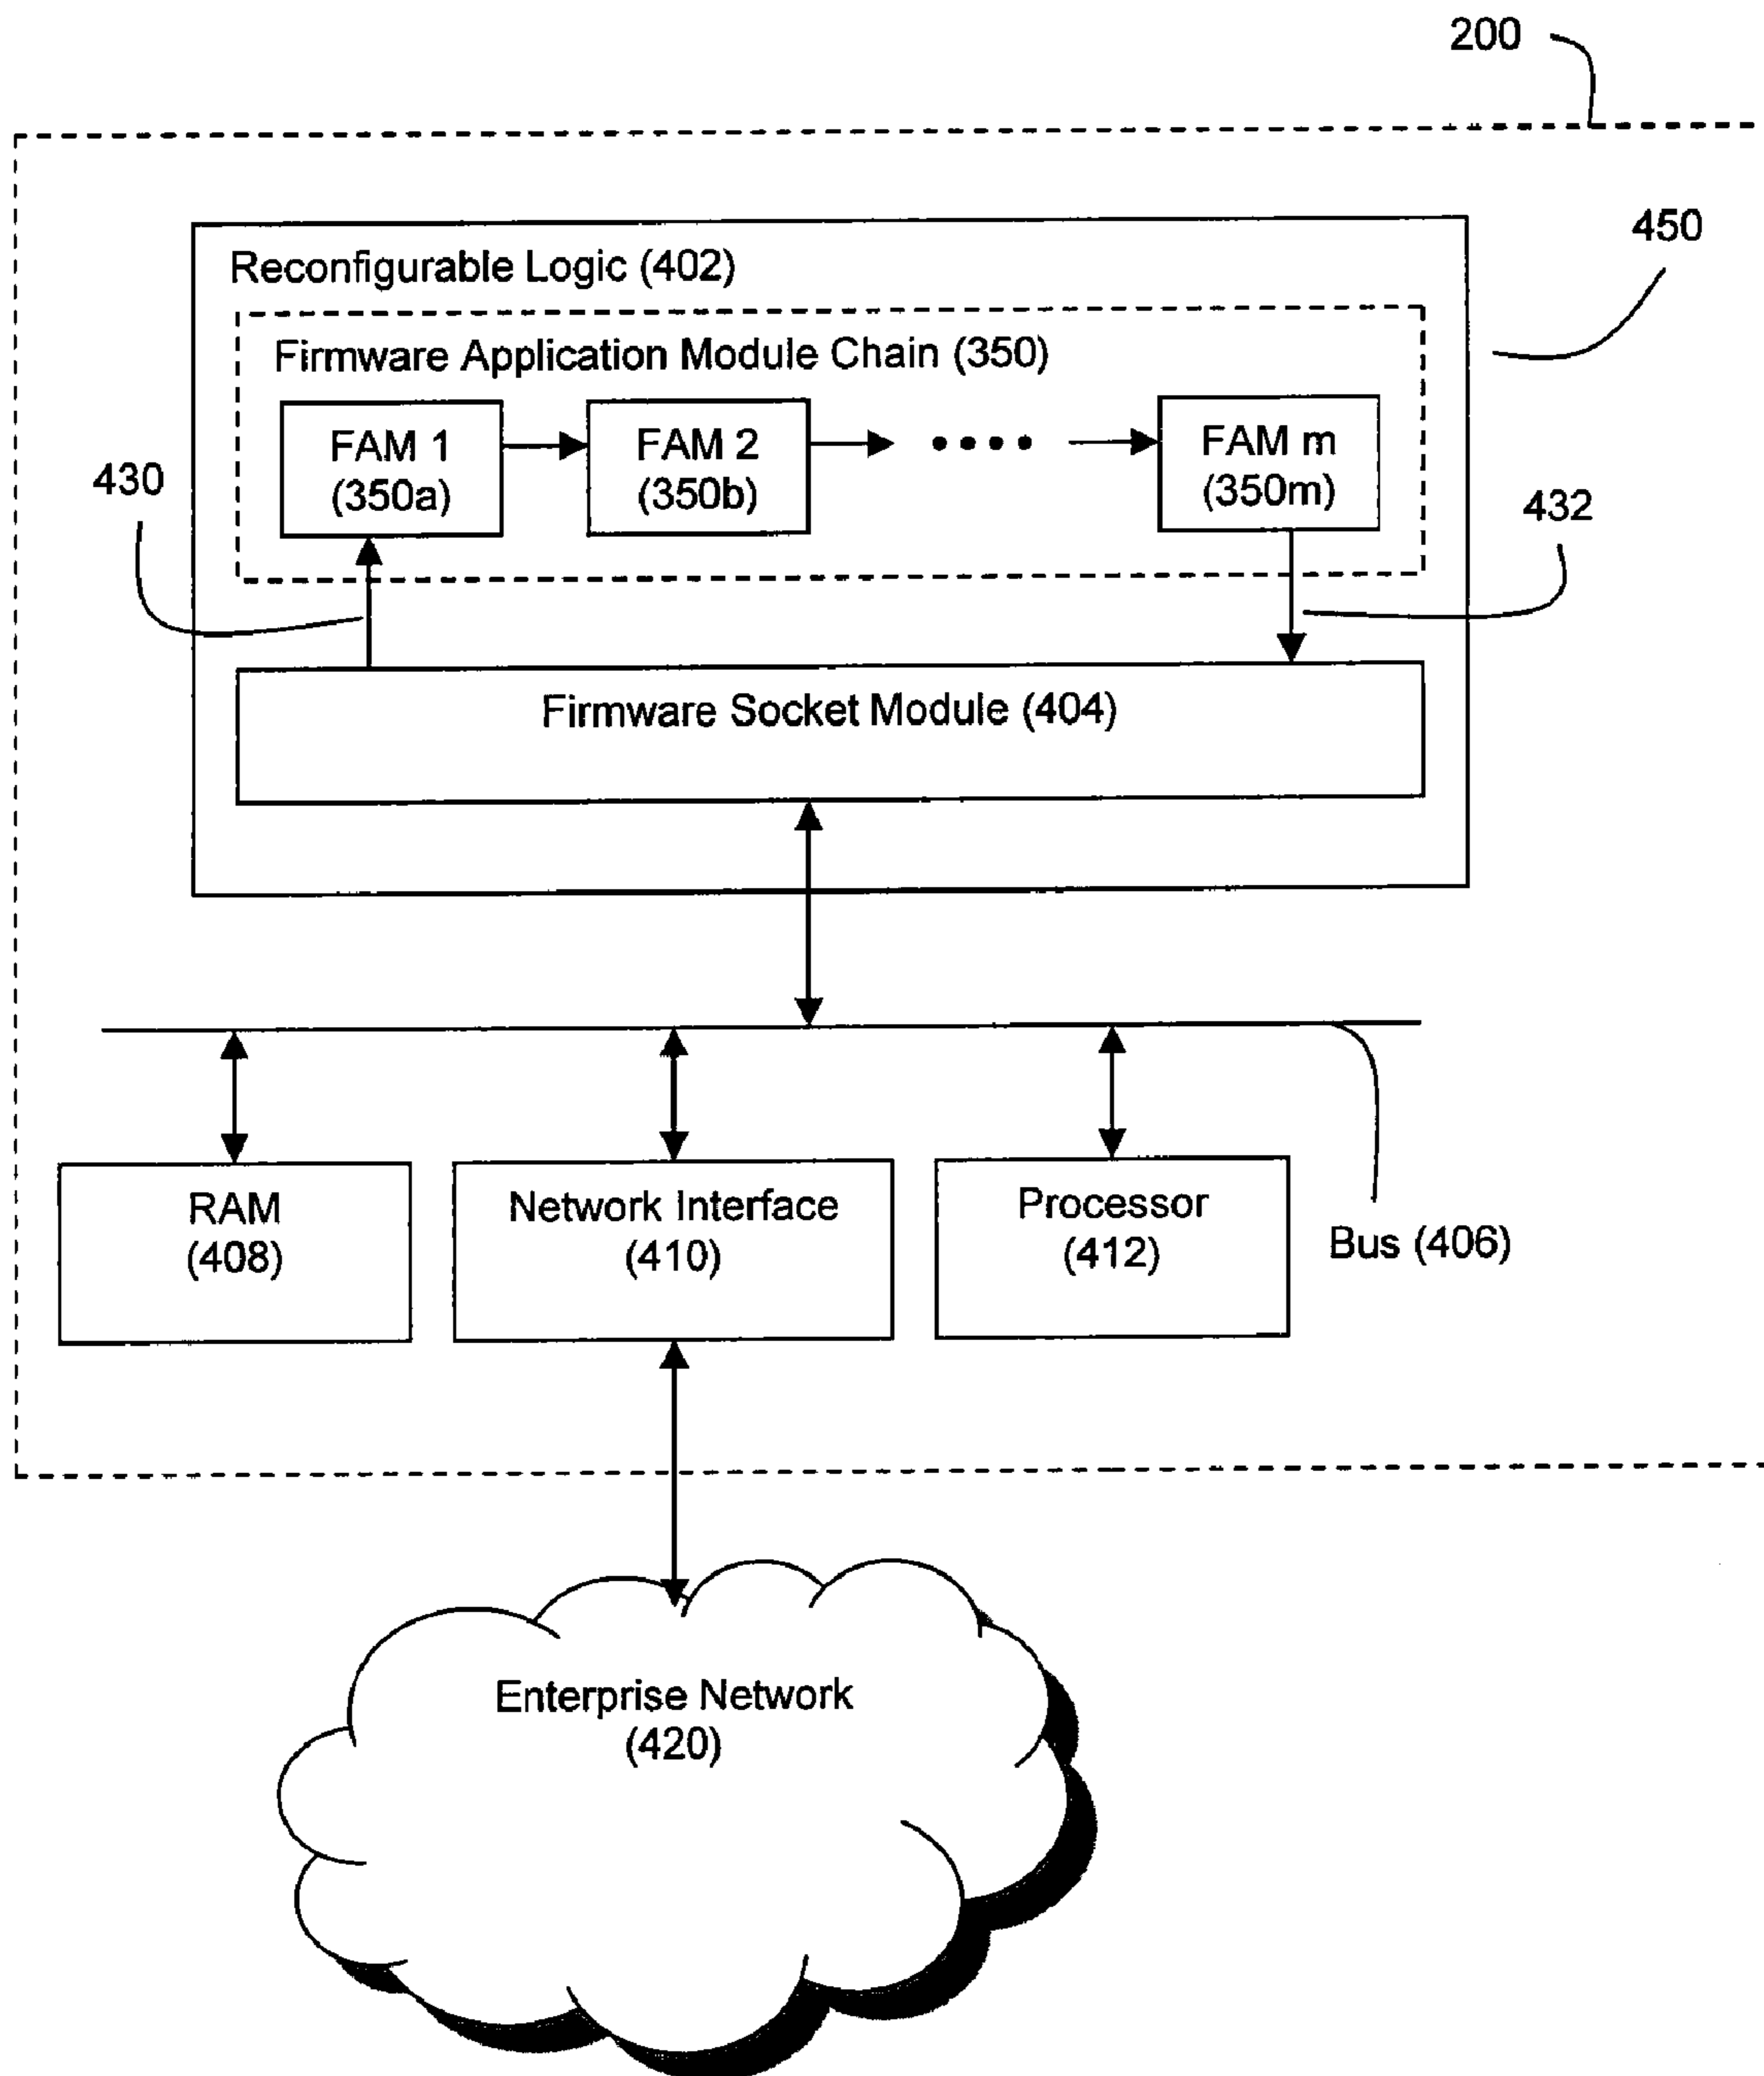 200
450
Reconfigurable Logic (402)
Firmware Application Module Chain (350)
FAM 1
(350a)
FAM 2
(350b)
FAM m
(350m)
430
432
Firmware Socket Module (404)
RAM
(408)
Network Interface
(410)
Processor
(412)
Bus (406)
Enterprise Network
(420)